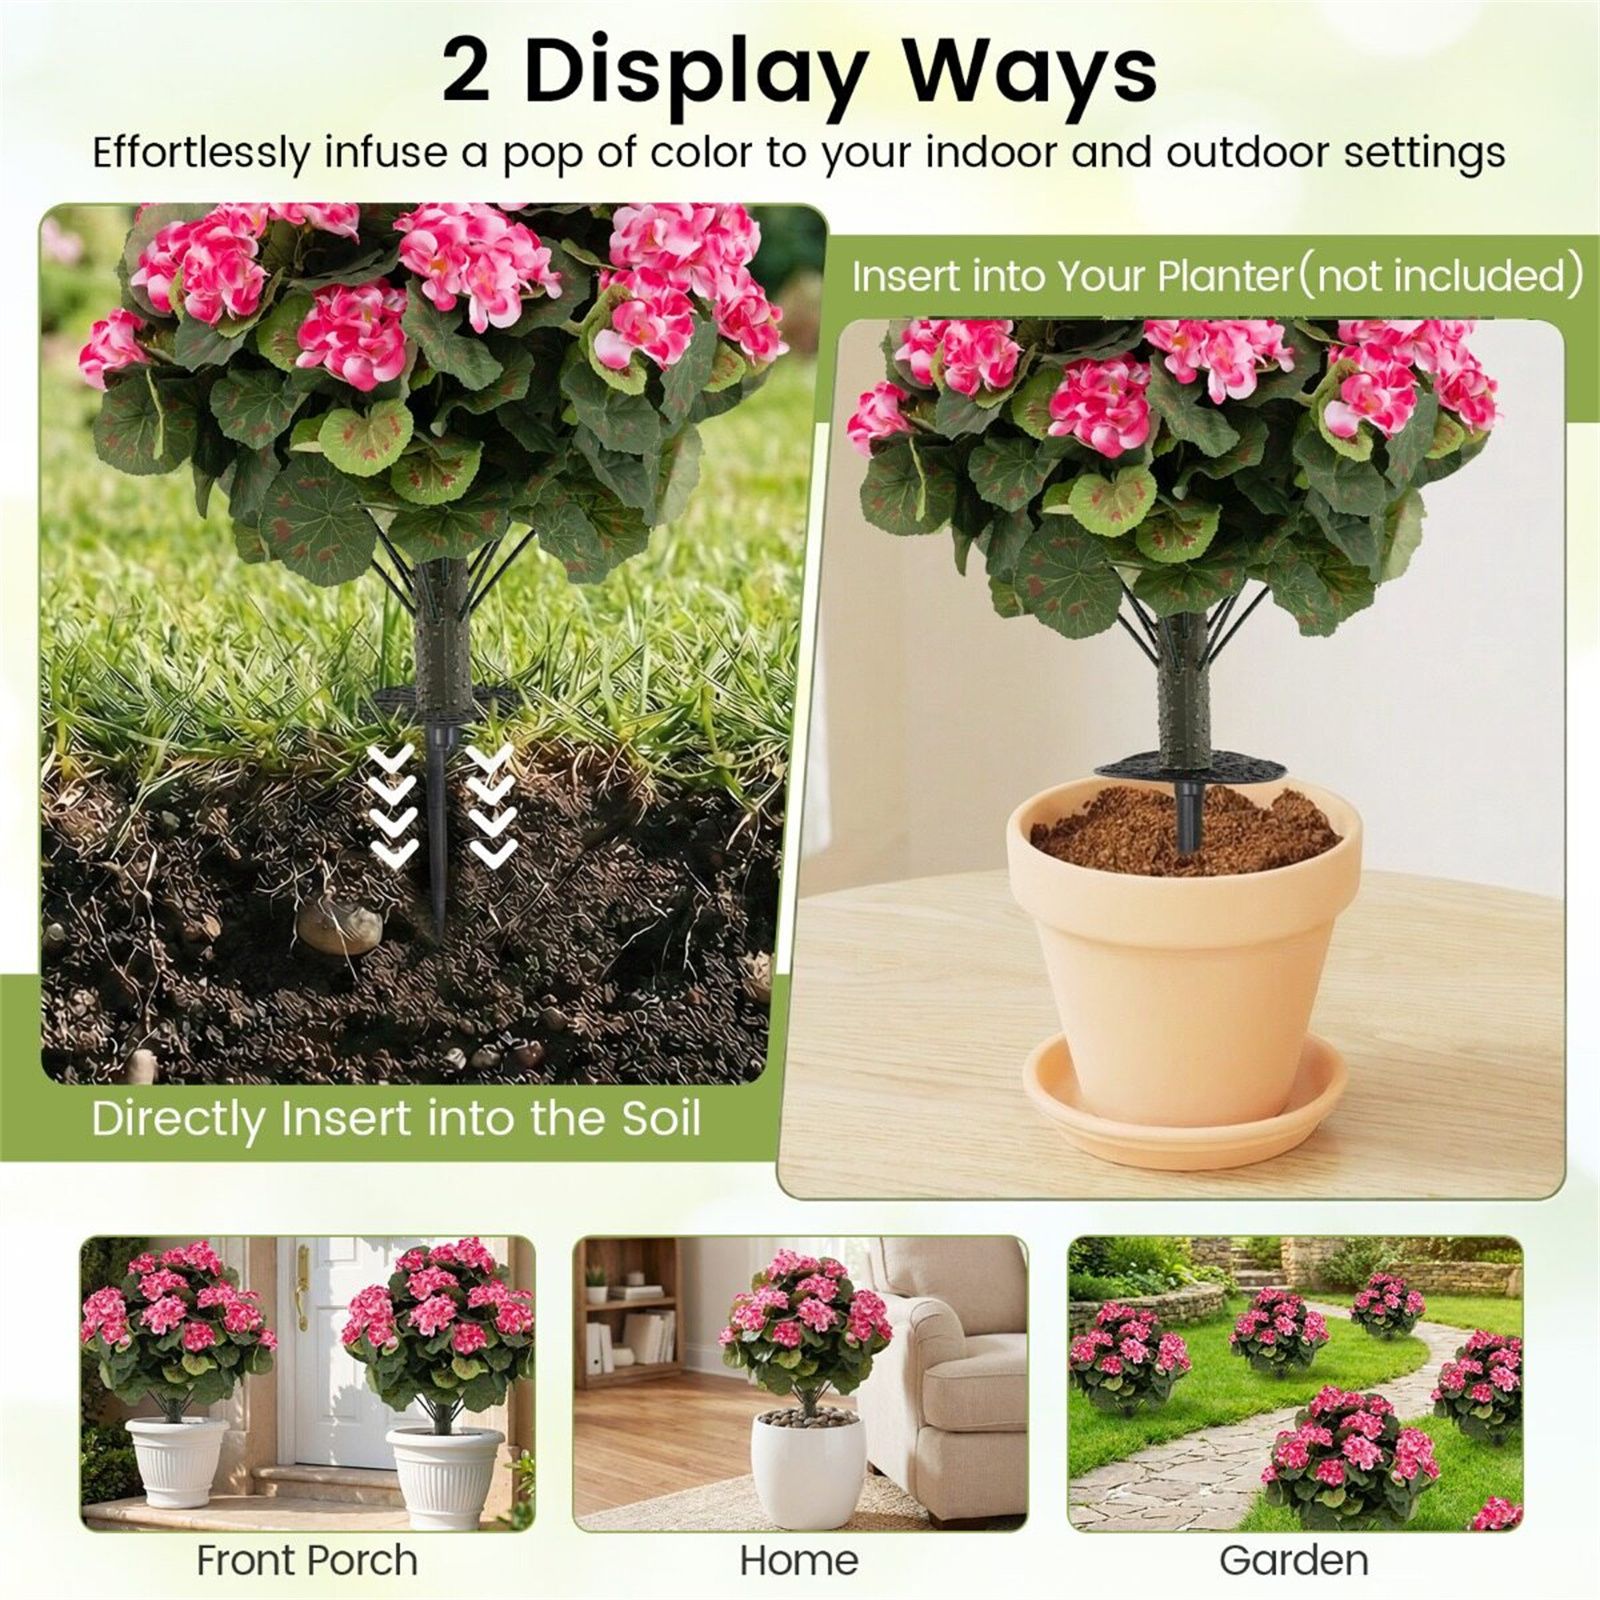 2 Display Ways
Effortlessly infuse a pop of color to your indoor and outdoor settings
Insert into Your Planter(not included)
Directly Insert into the Soil
Front Porch
Home
Garden